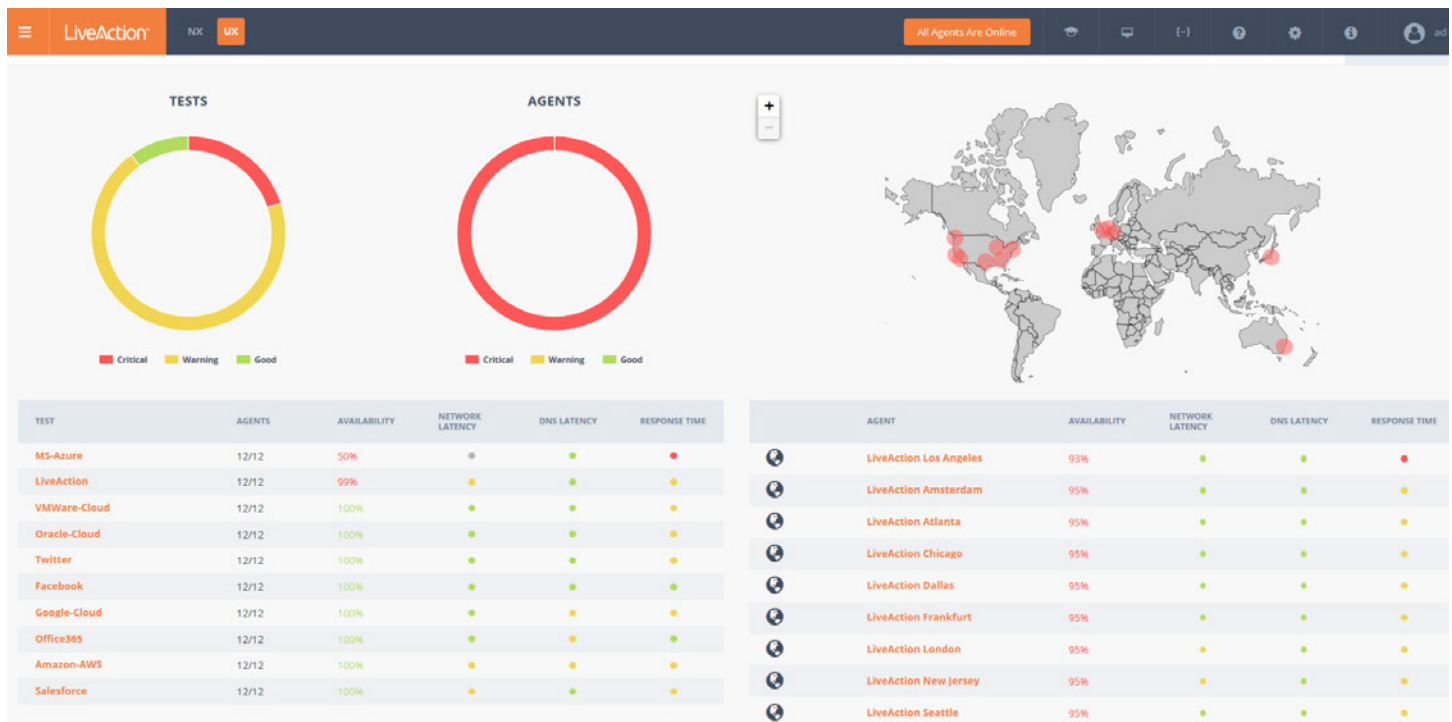 LiveAction NX UX All Agents Are Online {--} ad
TESTS
AGENTS
+
−
Critical Warning Good
Critical Warning Good
TEST AGENTS AVAILABILITY NETWORK LATENCY DNS LATENCY RESPONSE TIME
MS-Azure 12/12 50%
LiveAction 12/12 99%
VMWare-Cloud 12/12 100%
Oracle-Cloud 12/12 100%
Twitter 12/12 100%
Facebook 12/12 100%
Google-Cloud 12/12 100%
Office365 12/12 100%
Amazon-AWS 12/12 100%
Salesforce 12/12 100%
AGENT AVAILABILITY NETWORK LATENCY DNS LATENCY RESPONSE TIME
LiveAction Los Angeles 93%
LiveAction Amsterdam 95%
LiveAction Atlanta 95%
LiveAction Chicago 95%
LiveAction Dallas 95%
LiveAction Frankfurt 95%
LiveAction London 95%
LiveAction New Jersey 95%
LiveAction Seattle 95%